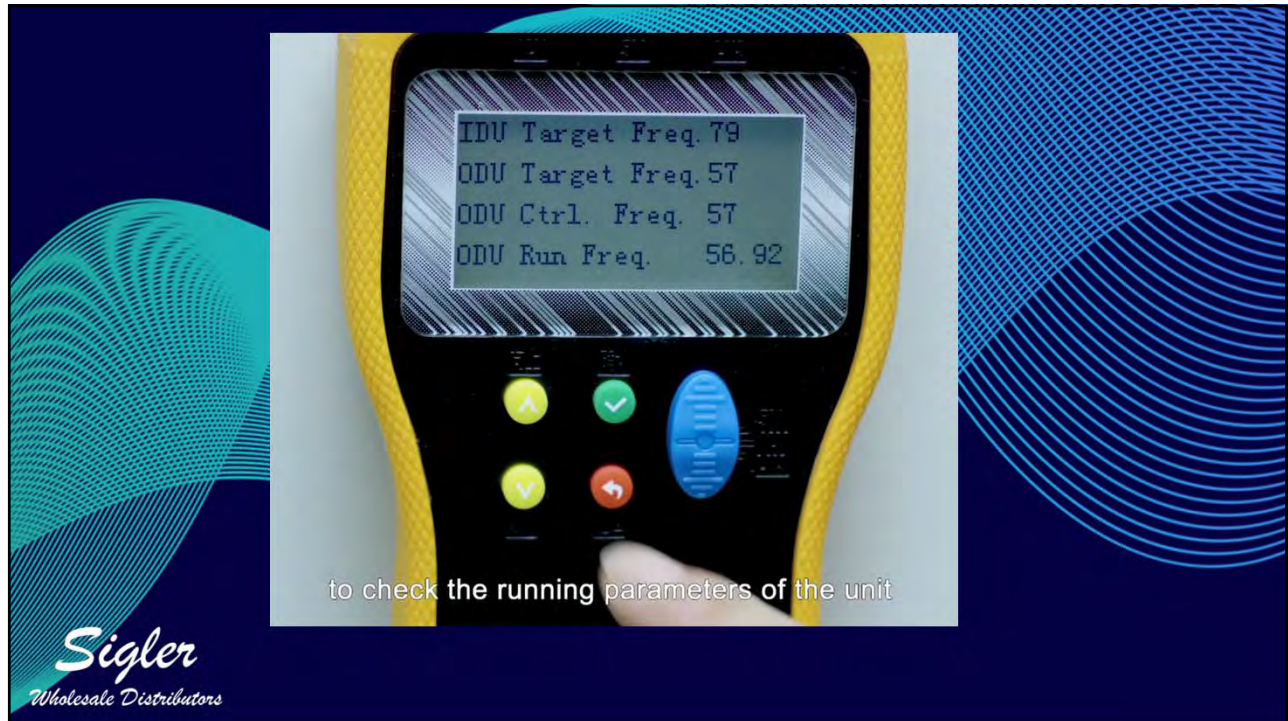 IDU Target Freq. 79
ODU Target Freq. 57
ODU Ctrl. Freq. 57
ODU Run Freq. 56.92
to check the running parameters of the unit
Sigler
Wholesale Distributors